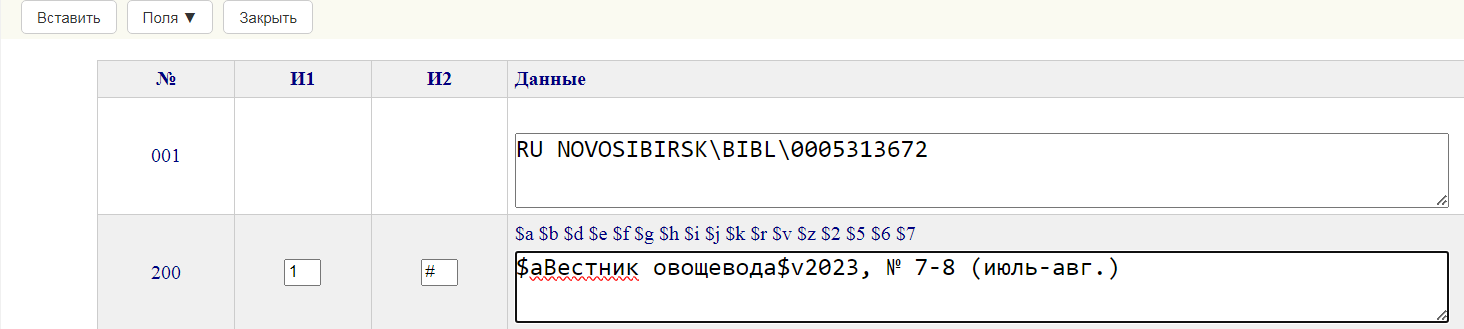 Вставить Поля ▼ Закрыть
№ И1 И2 Данные
001 RU NOVOSIBIRSK\BIBL\0005313672
$a $b $d $e $f $g $h $i $j $k $r $v $z $2 $5 $6 $7
200 1 # $aВестник овощевода$v2023, № 7-8 (июль-авг.)